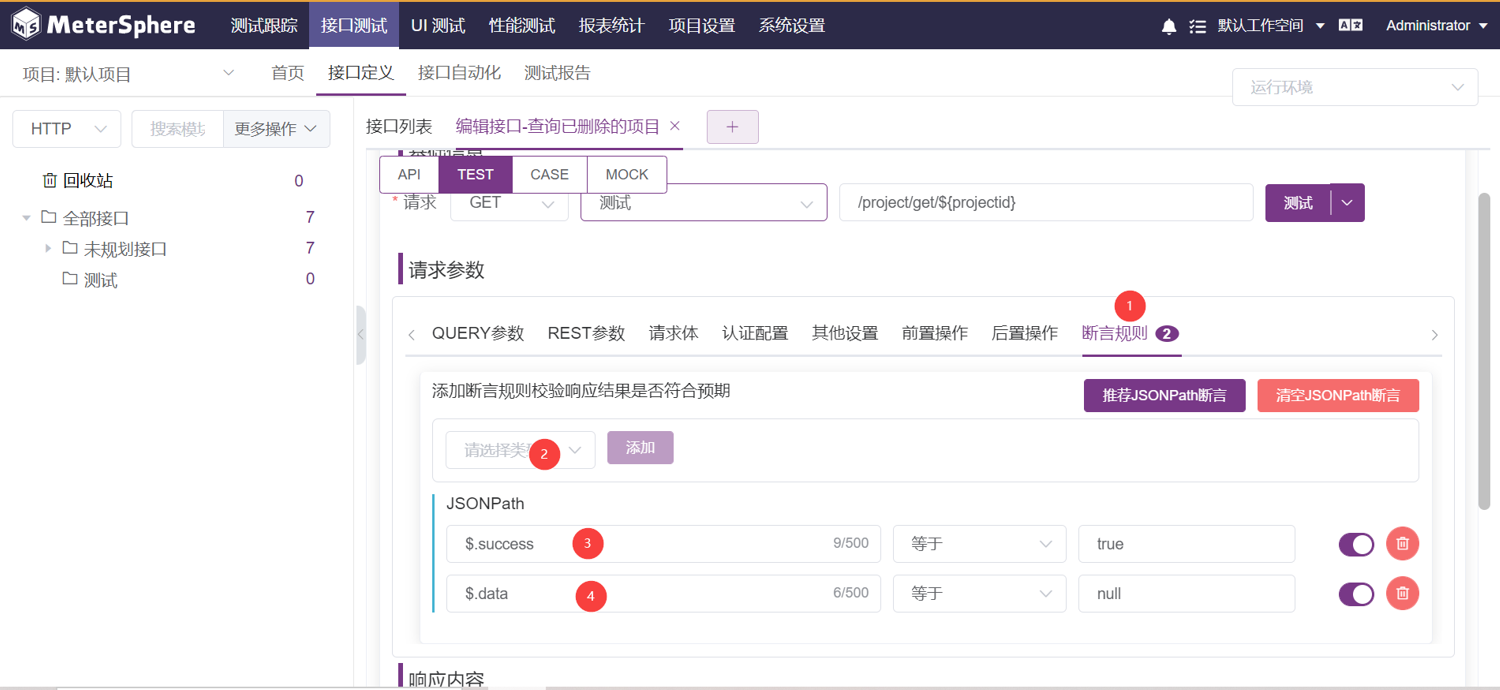 MeterSphere 测试跟踪 接口测试 UI 测试 性能测试 报表统计 项目设置 系统设置 默认工作空间 Administrator
项目: 默认项目 首页 接口定义 接口自动化 测试报告 运行环境
HTTP 搜索模块 更多操作 接口列表 编辑接口-查询已删除的项目
基础信息
API TEST CASE MOCK
回收站 0
* 请求 GET 测试 /project/get/${projectid} 测试
全部接口 7
未规划接口 7
测试 0
请求参数
1
QUERY参数 REST参数 请求体 认证配置 其他设置 前置操作 后置操作 断言规则 2
添加断言规则校验响应结果是否符合预期 推荐JSONPath断言 清空JSONPath断言
请选择类 2 添加
JSONPath
$.success 3 9/500 等于 true
$.data 4 6/500 等于 null
响应内容